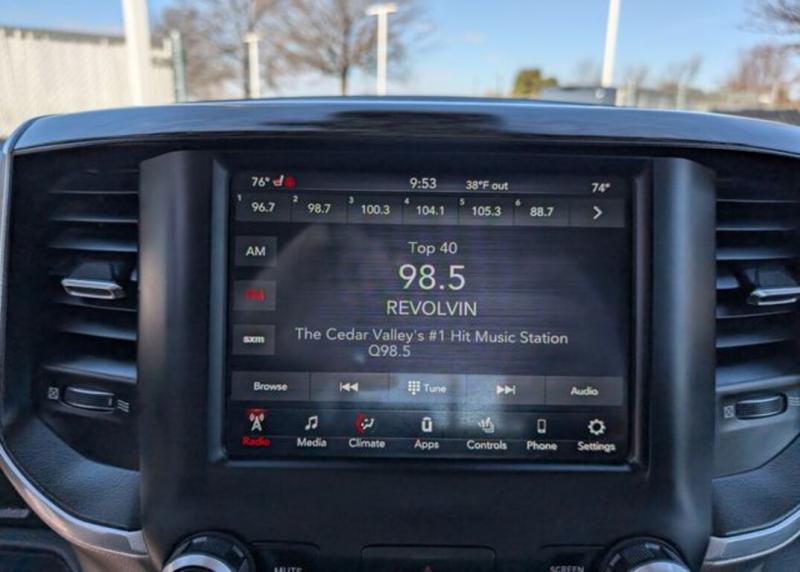 76° 9:53 38°F out 74°
1 96.7 2 98.7 3 100.3 4 104.1 5 105.3 6 88.7
AM
Top 40
98.5
FM
REVOLVIN
sxm
The Cedar Valley's #1 Hit Music Station
Q98.5
Browse Tune Audio
Radio Media Climate Apps Controls Phone Settings
MUTE SCREEN